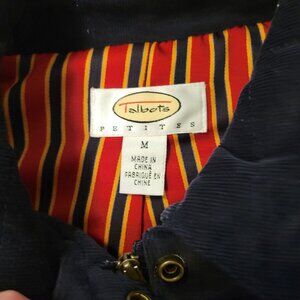 Talbots
PETITES
M
MADE IN
CHINA
FABRIQUÉ EN
CHINE